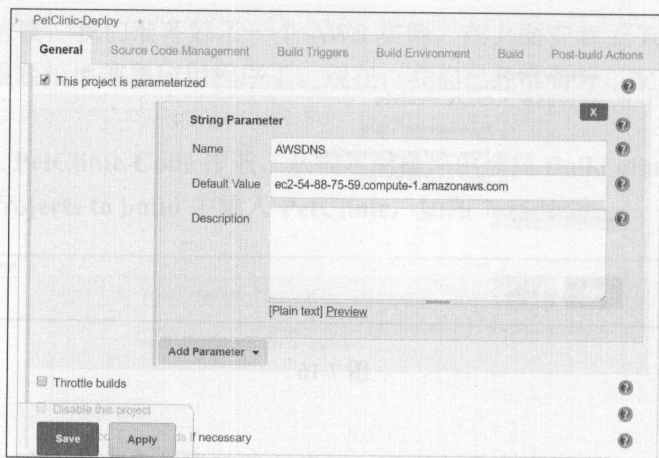 PetClinic-Deploy
General Source Code Management Build Triggers Build Environment Build Post-build Actions
This project is parameterized
String Parameter
X
Name AWSDNS
Default Value ec2-54-88-75-59.compute-1.amazonaws.com
Description
[Plain text] Preview
Add Parameter
Throttle builds
Disable this project
Save Apply if necessary